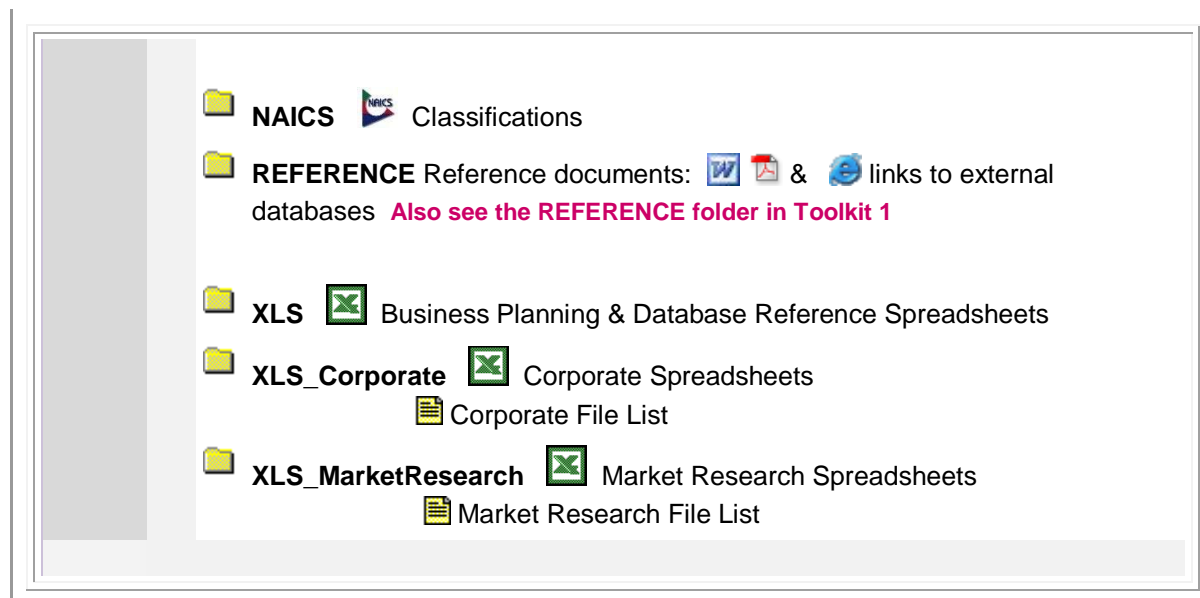 NAICS NAICS Classifications
REFERENCE Reference documents: W & links to external
databases Also see the REFERENCE folder in Toolkit 1
XLS Business Planning & Database Reference Spreadsheets
XLS_Corporate Corporate Spreadsheets
Corporate File List
XLS_MarketResearch Market Research Spreadsheets
Market Research File List